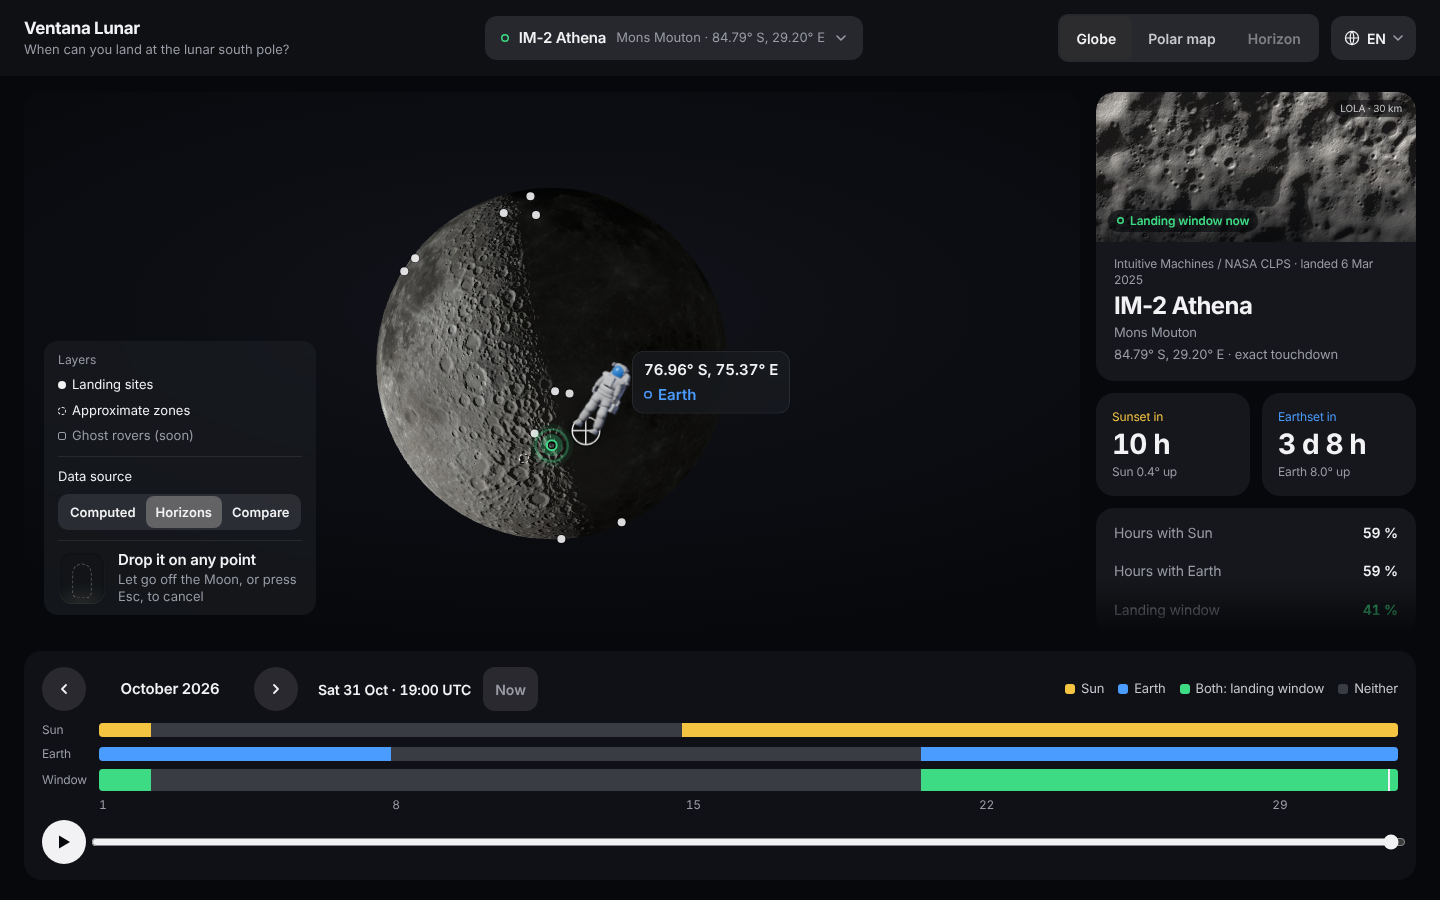 Ventana Lunar
When can you land at the lunar south pole?
IM-2 Athena Mons Mouton · 84.79° S, 29.20° E
Globe Polar map Horizon
EN
LOLA · 30 km
Landing window now
Intuitive Machines / NASA CLPS · landed 6 Mar
2025
IM-2 Athena
Mons Mouton
84.79° S, 29.20° E · exact touchdown
76.96° S, 75.37° E
Earth
Layers
Landing sites
Approximate zones
Ghost rovers (soon)
Data source
Computed Horizons Compare
Drop it on any point
Let go off the Moon, or press
Esc, to cancel
Sunset in
10 h
Sun 0.4° up
Earthset in
3 d 8 h
Earth 8.0° up
Hours with Sun 59 %
Hours with Earth 59 %
Landing window 41 %
October 2026
Sat 31 Oct · 19:00 UTC
Now
Sun Earth Both: landing window Neither
Sun
Earth
Window
1 8 15 22 29